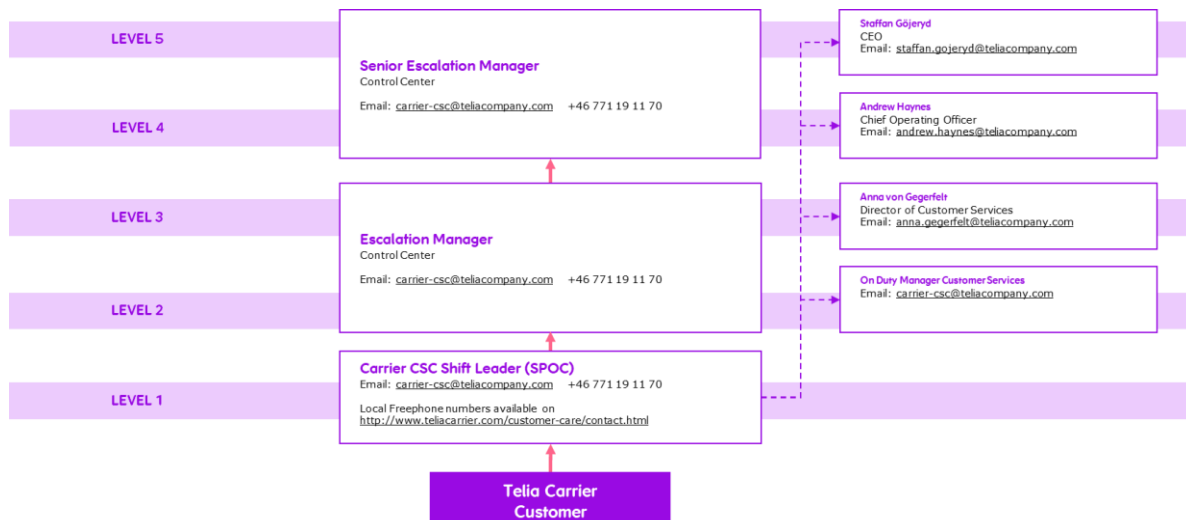 LEVEL 5
Senior Escalation Manager
Control Center
Email: carrier-csc@teliacompany.com +46 771 19 11 70
LEVEL 4
Staffan Göjeryd
CEO
Email: staffan.gojeryd@teliacompany.com
Andrew Haynes
Chief Operating Officer
Email: andrew.haynes@teliacompany.com
LEVEL 3
Escalation Manager
Control Center
Email: carrier-csc@teliacompany.com +46 771 19 11 70
LEVEL 2
Anna von Gegerfelt
Director of Customer Services
Email: anna.gegerfelt@teliacompany.com
On Duty Manager Customer Services
Email: carrier-csc@teliacompany.com
LEVEL 1
Carrier CSC Shift Leader (SPOC)
Email: carrier-csc@teliacompany.com +46 771 19 11 70
Local Freephone numbers available on
http://www.teliacarrier.com/customer-care/contact.html
Telia Carrier
Customer